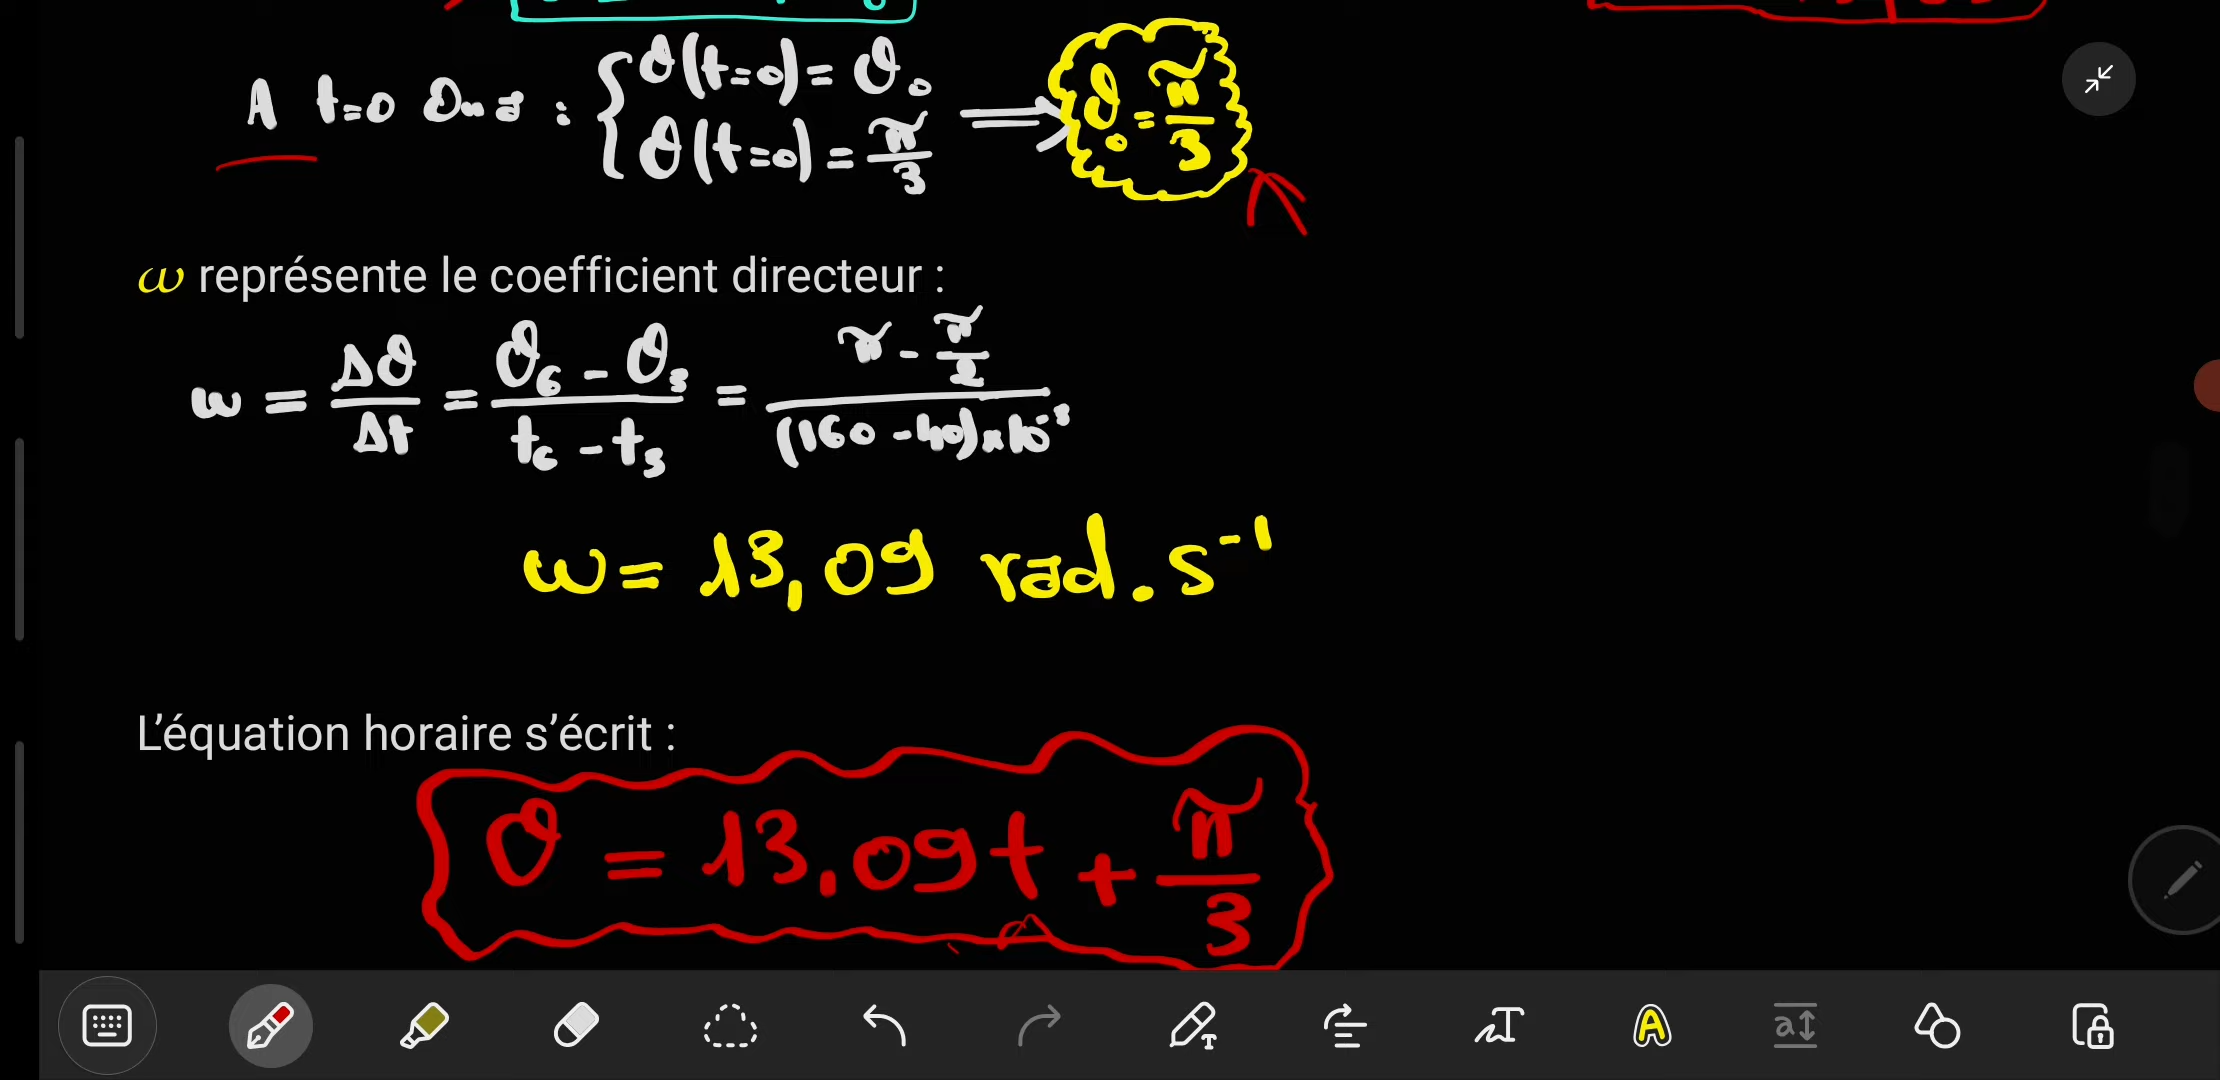 A t=0 On a : { θ(t=0) = θ₀
θ(t=0) = π/3 ⟹ θ₀ = π/3
ω représente le coefficient directeur :
ω = Δθ/Δt = (θ₆ - θ₃)/(t₆ - t₃) = (π - π/2)/((160 - 40)×10⁻³)
ω = 13,09 rad.s⁻¹
L’équation horaire s’écrit :
θ = 13,09t + π/3